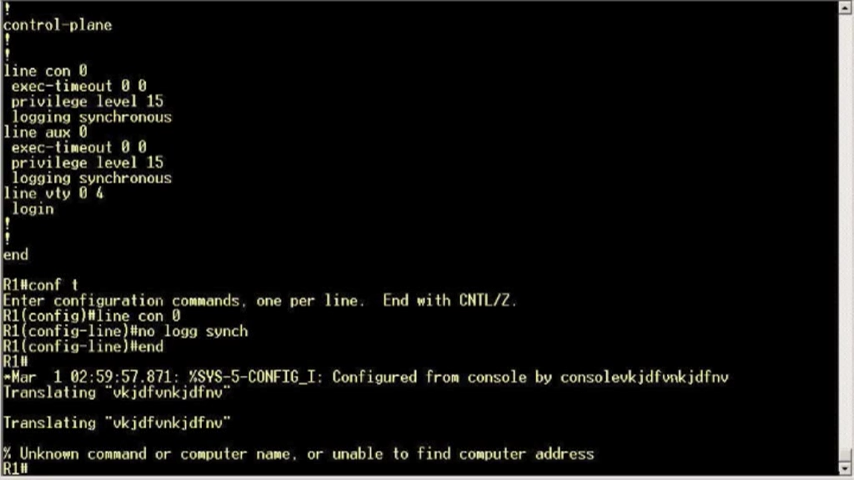 !
control-plane
!
!
line con 0
 exec-timeout 0 0
 privilege level 15
 logging synchronous
line aux 0
 exec-timeout 0 0
 privilege level 15
 logging synchronous
line vty 0 4
 login
!
!
end
R1#conf t
Enter configuration commands, one per line.  End with CNTL/Z.
R1(config)#line con 0
R1(config-line)#no logg synch
R1(config-line)#end
R1#
*Mar  1 02:59:57.871: %SYS-5-CONFIG_I: Configured from console by consolevkjdfvnkjdfnv
Translating "vkjdfvnkjdfnv"
Translating "vkjdfvnkjdfnv"
% Unknown command or computer name, or unable to find computer address
R1#